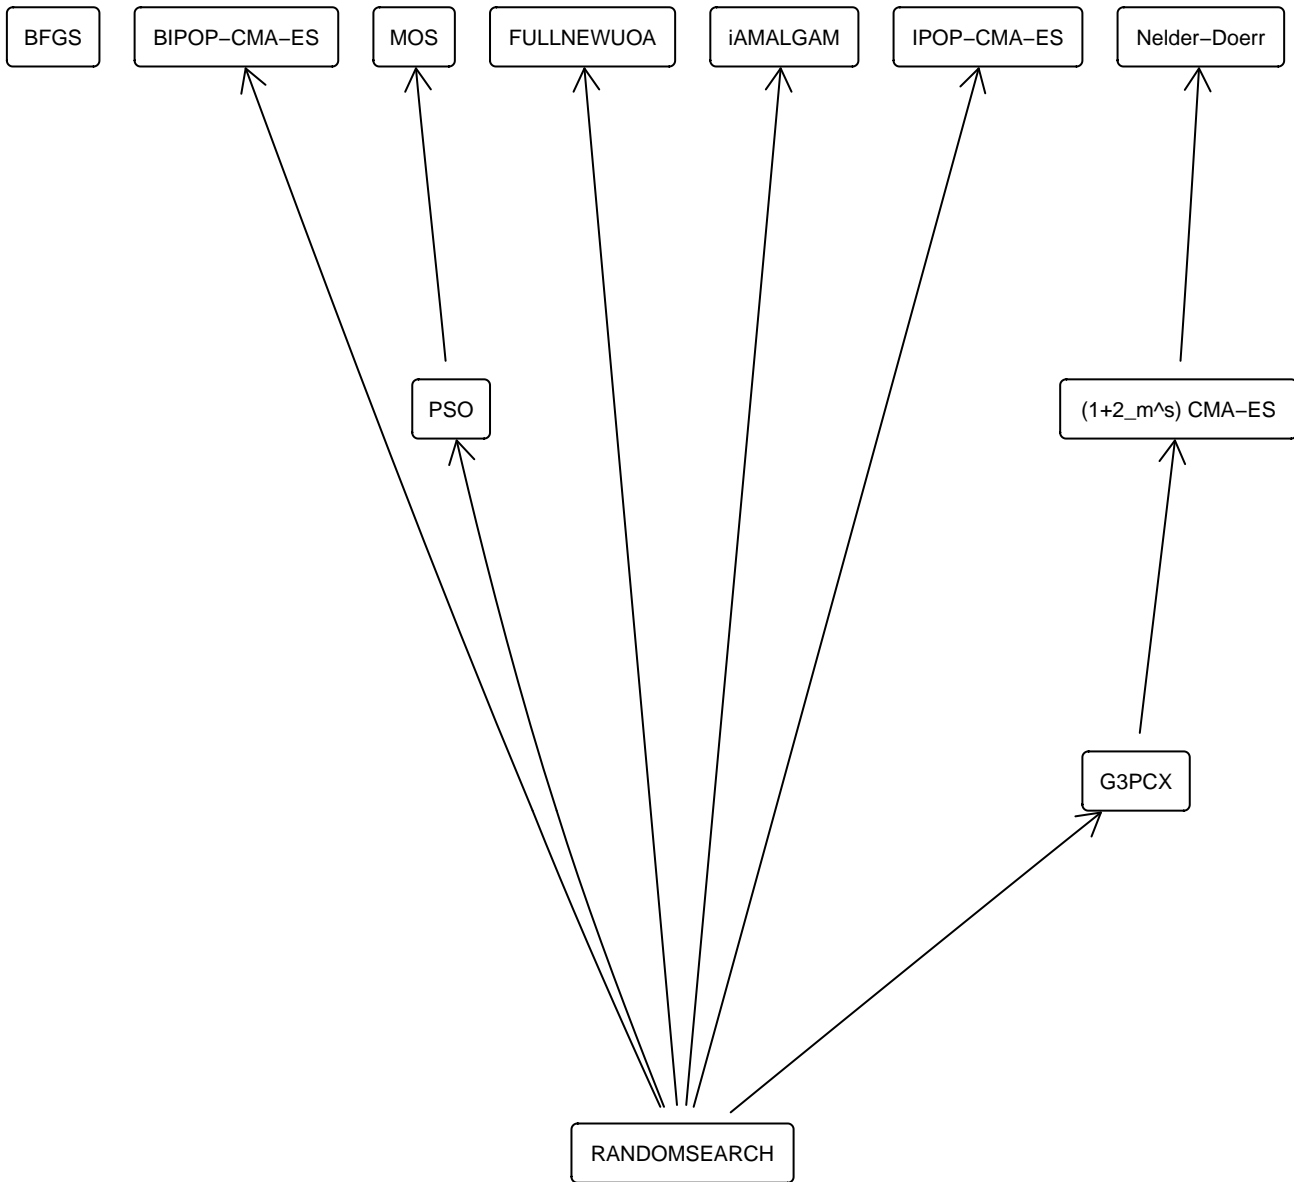 BFGS
BIPOP−CMA−ES
MOS
FULLNEWUOA
iAMALGAM
IPOP−CMA−ES
Nelder−Doerr
PSO
(1+2_m^s) CMA−ES
G3PCX
RANDOMSEARCH